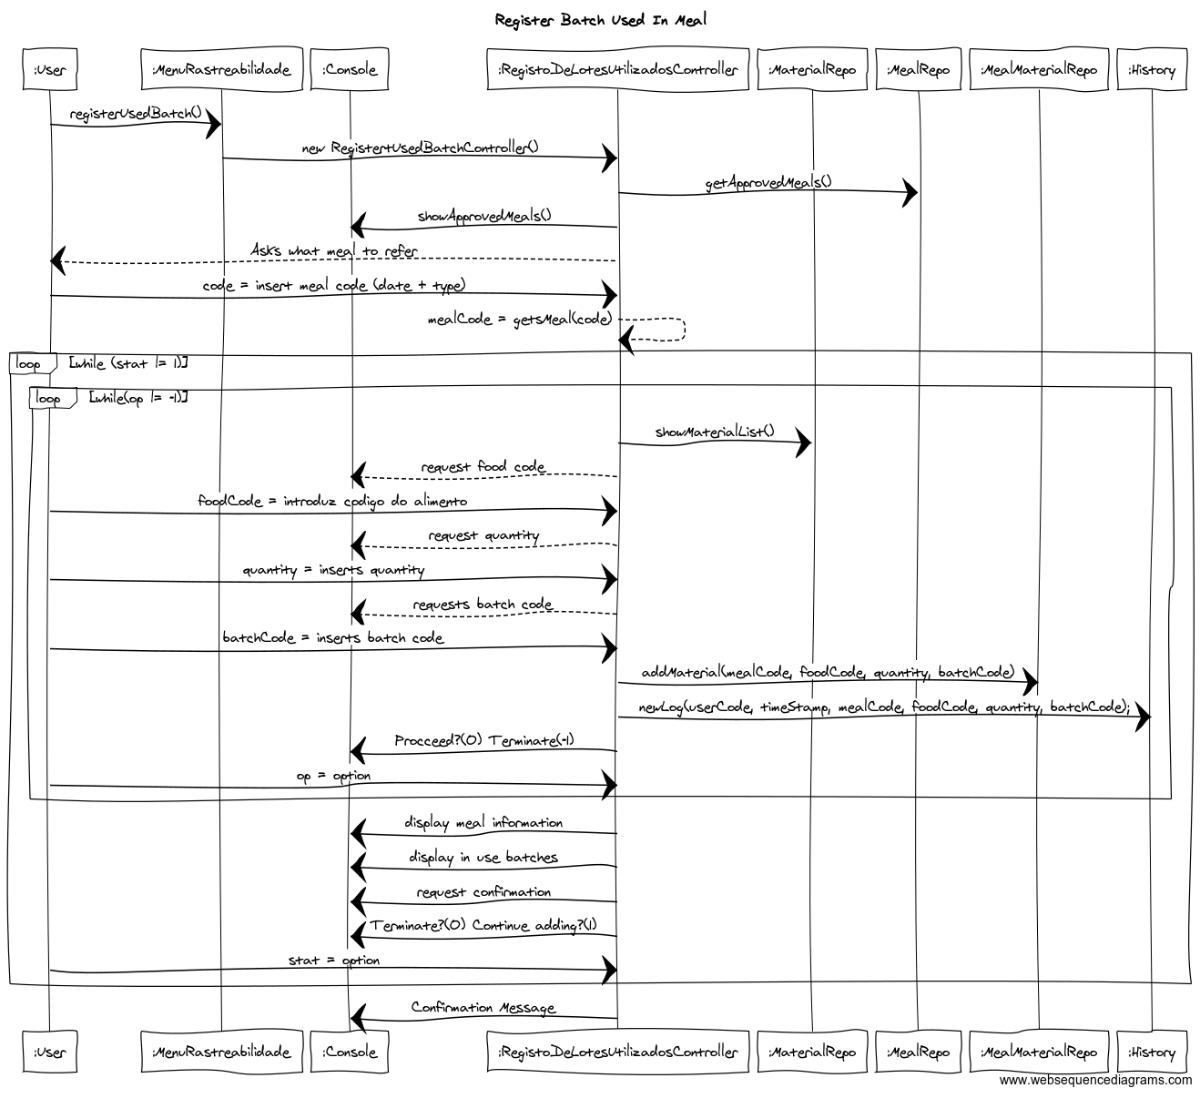 Register Batch Used In Meal
:User
:MenuRastreabilidade
:Console
:RegistoDeLotesUtilizadosController
:MaterialRepo
:MealRepo
:MealMaterialRepo
:History
registerUsedBatch()
new RegistertUsedBatchController()
getApprovedMeals()
showApprovedMeals()
Asks what meal to refer
code = insert meal code (date + type)
mealCode = getsMeal(code)
loop [while (stat != 1)]
loop [while(op != -1)]
showMaterialList()
request food code
foodCode = introduz codigo do alimento
request quantity
quantity = inserts quantity
requests batch code
batchCode = inserts batch code
addMaterial(mealCode, foodCode, quantity, batchCode)
newLog(userCode, timeStamp, mealCode, foodCode, quantity, batchCode);
Procceed?(0) Terminate(-1)
op = option
display meal information
display in use batches
request confirmation
Terminate?(0) Continue adding?(1)
stat = option
Confirmation Message
:User
:MenuRastreabilidade
:Console
:RegistoDeLotesUtilizadosController
:MaterialRepo
:MealRepo
:MealMaterialRepo
:History
www.websequencediagrams.com